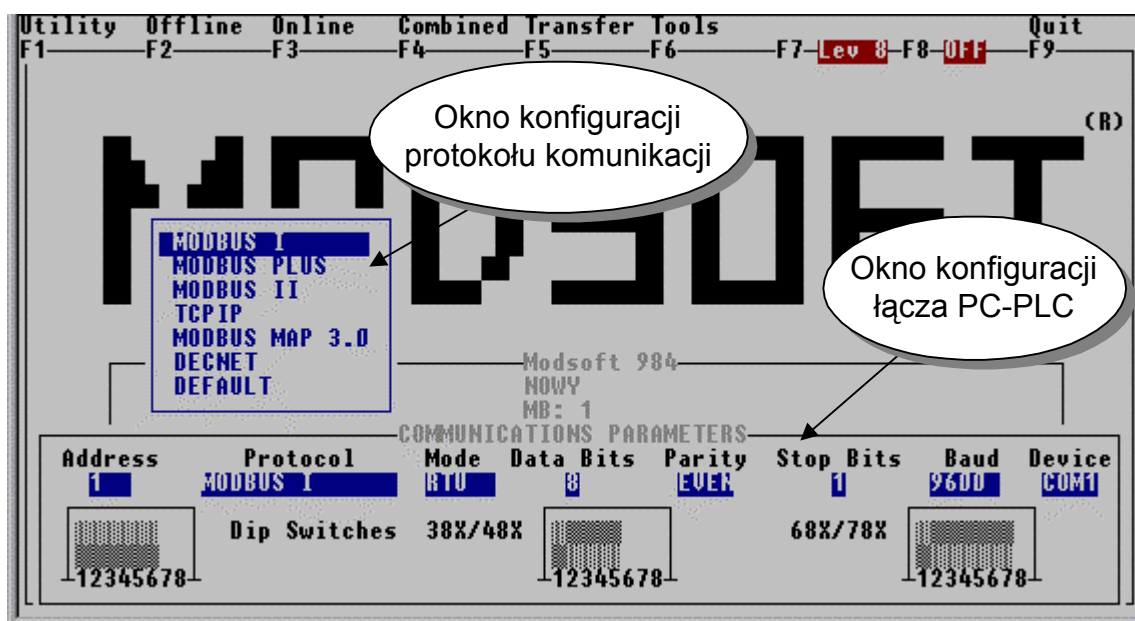 Utility Offline Online Combined Transfer Tools Quit
F1 F2 F3 F4 F5 F6 F7-Lev 8-F8-OFF F9
Okno konfiguracji
protokołu komunikacji
(R)
MODSOFT
MODBUS I
MODBUS PLUS
MODBUS II
TCPIP
MODBUS MAP 3.0
DECNET
DEFAULT
Okno konfiguracji
łącza PC-PLC
Modsoft 984
NOWY
MB: 1
COMMUNICATIONS PARAMETERS
Address Protocol Mode Data Bits Parity Stop Bits Baud Device
1 MODBUS I RTU 8 EVEN 1 9600 COM1
Dip Switches 38X/48X 68X/78X
12345678 12345678 12345678